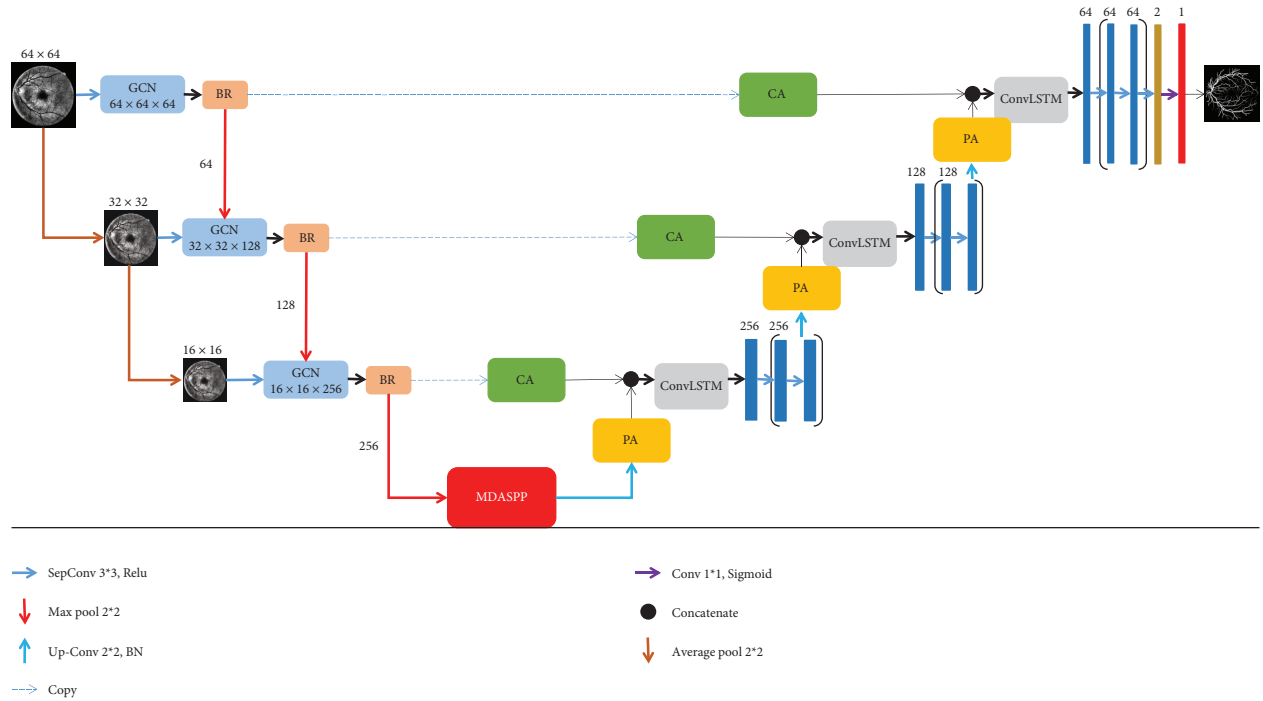 64 × 64
GCN
64 × 64 × 64
BR
CA
ConvLSTM
64
64
64
2
1
PA
64
32 × 32
GCN
32 × 32 × 128
BR
CA
ConvLSTM
128
128
PA
128
16 × 16
GCN
16 × 16 × 256
BR
CA
ConvLSTM
256
256
PA
256
MDASPP
SepConv 3*3, Relu
Max pool 2*2
Up-Conv 2*2, BN
Copy
Conv 1*1, Sigmoid
Concatenate
Average pool 2*2